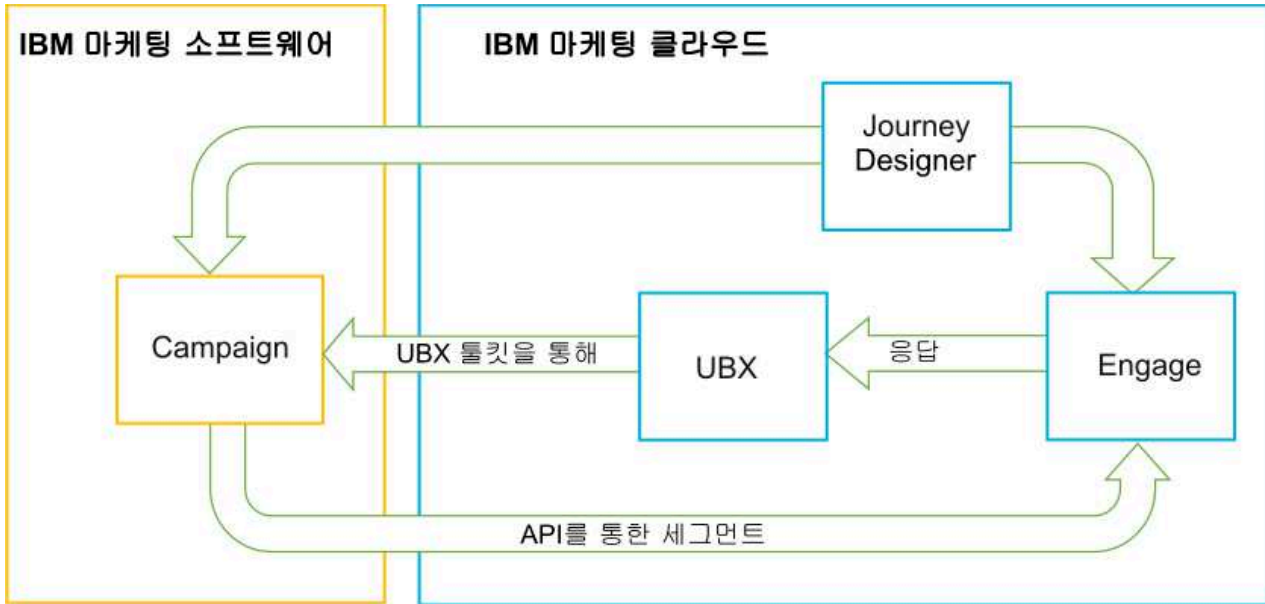 IBM 마케팅 소프트웨어
IBM 마케팅 클라우드
Journey
Designer
Campaign
UBX 툴킷을 통해
UBX
응답
Engage
API를 통한 세그먼트